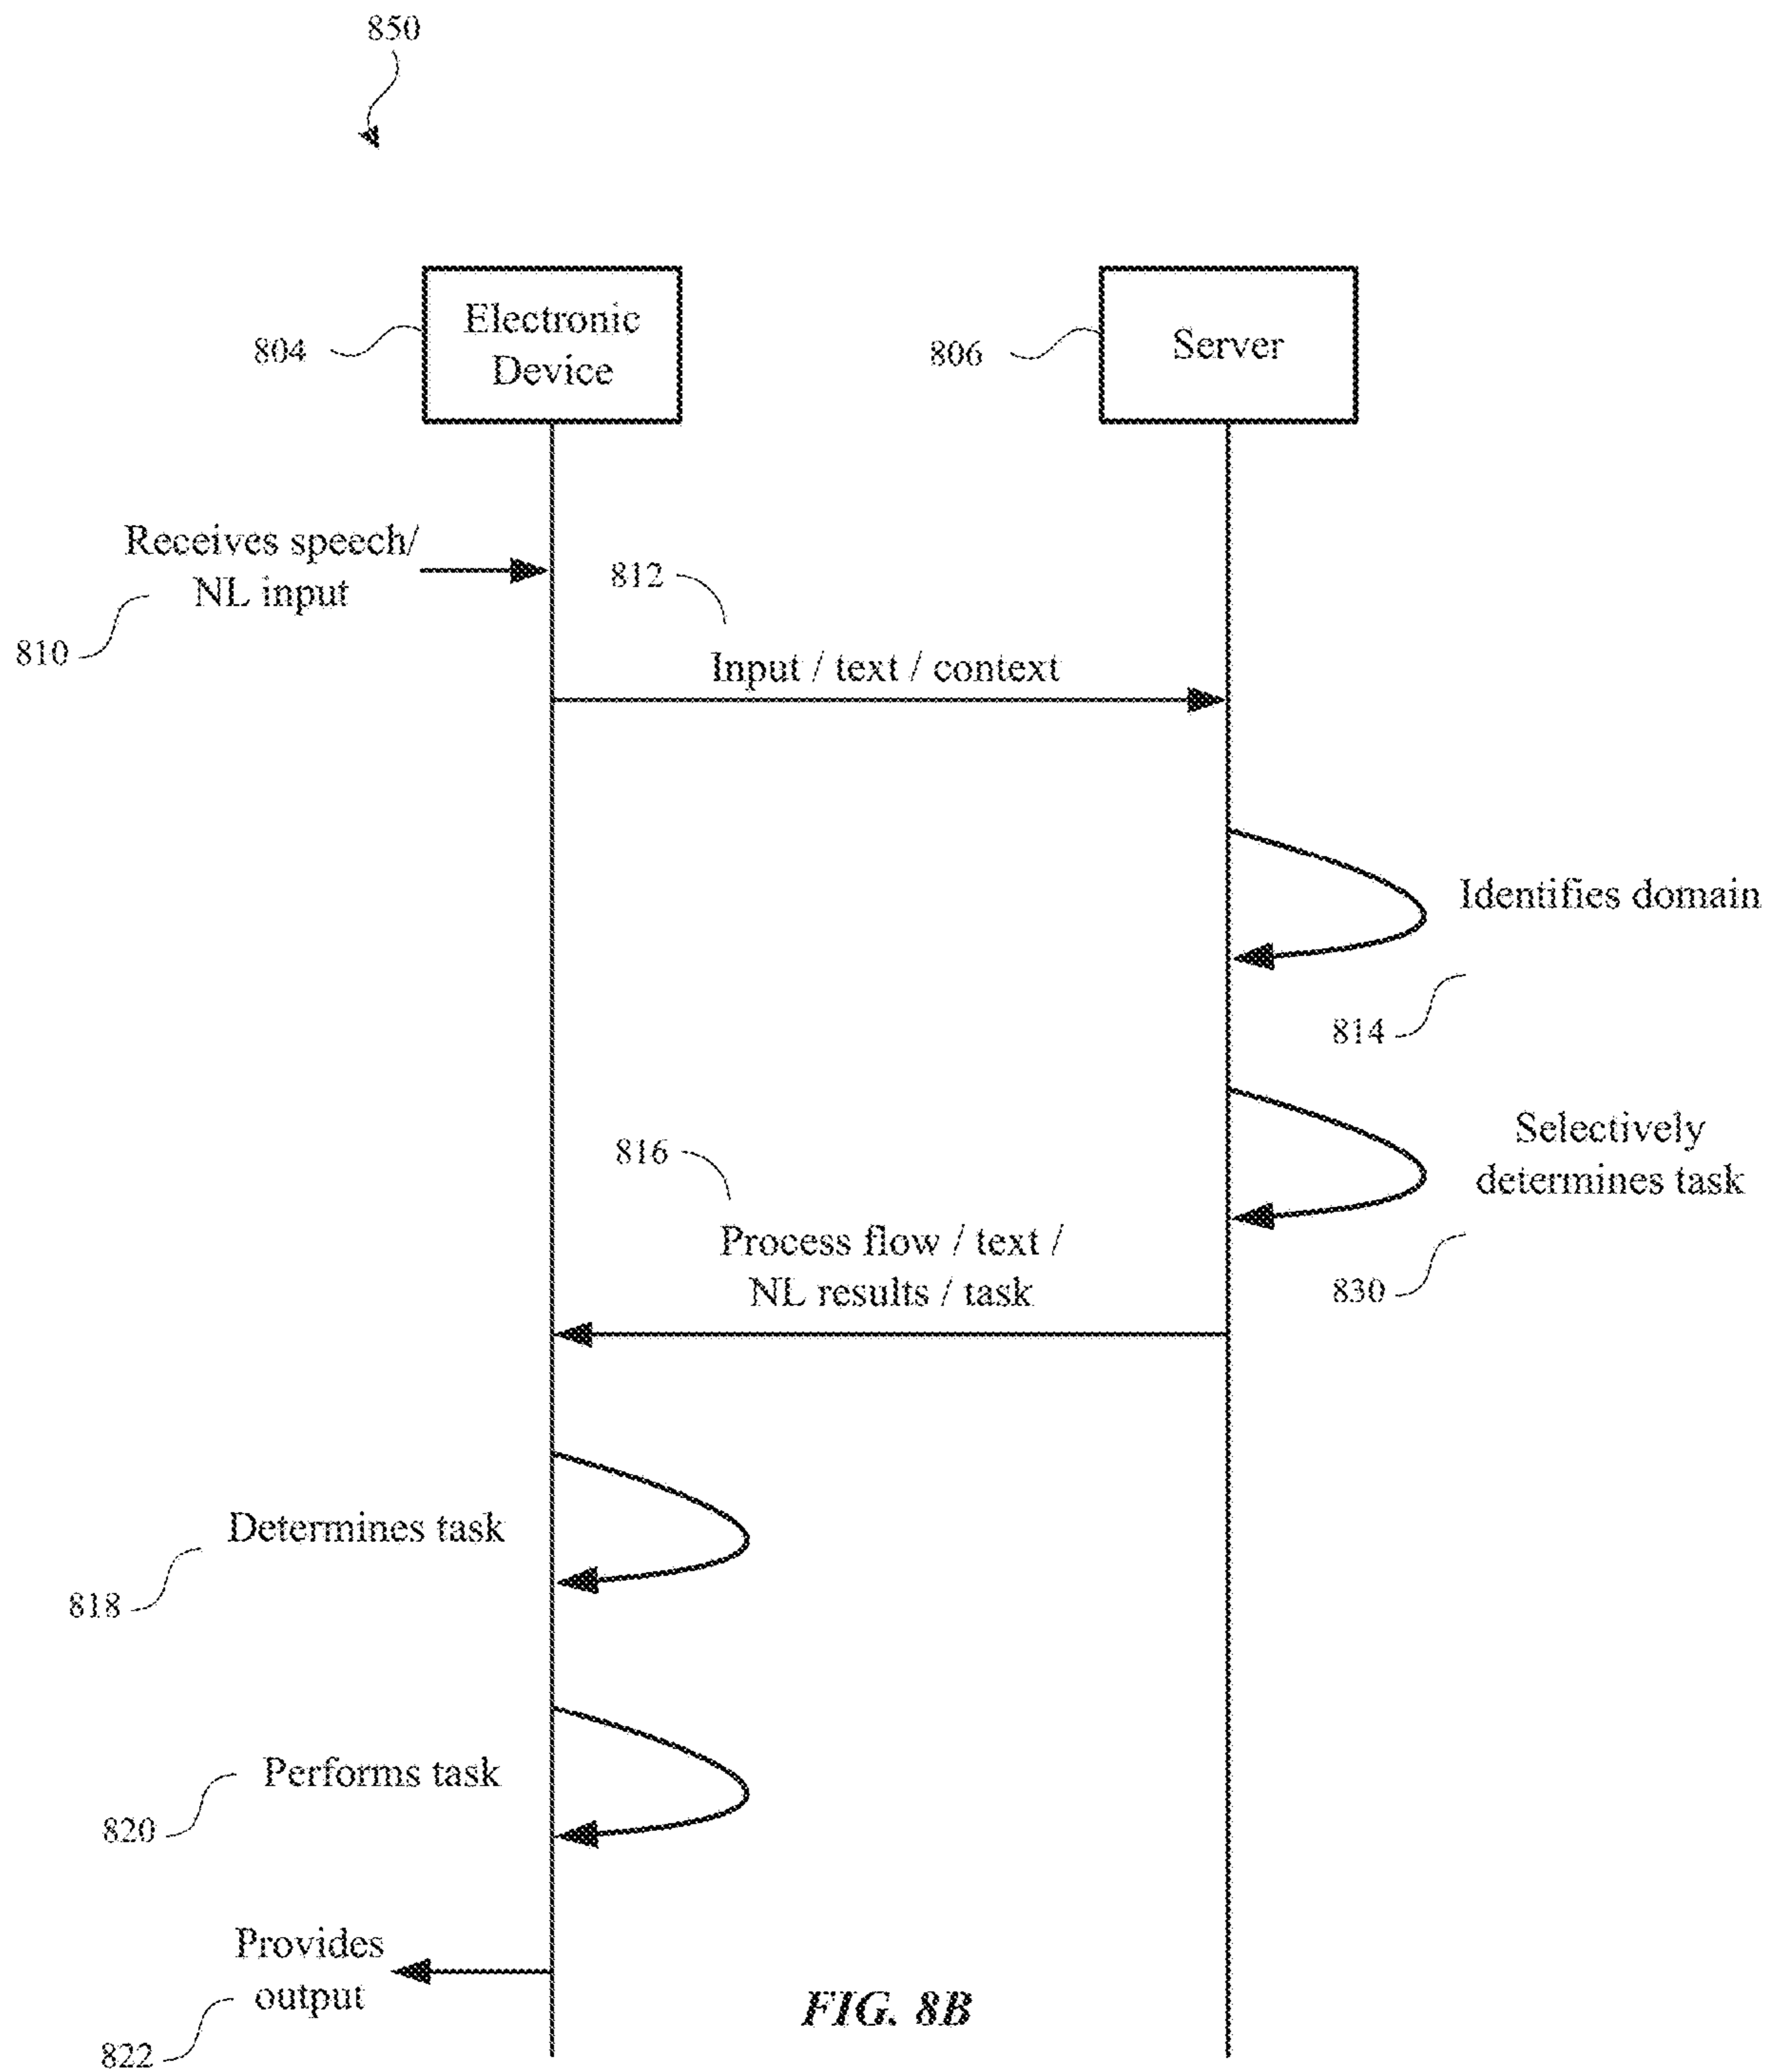 850
Electronic
Device
804
Server
806
Receives speech/
NL input
810
812
Input / text / context
Identifies domain
814
Selectively
determines task
830
816
Process flow / text /
NL results / task
Determines task
818
Performs task
820
Provides
output
822
FIG. 8B